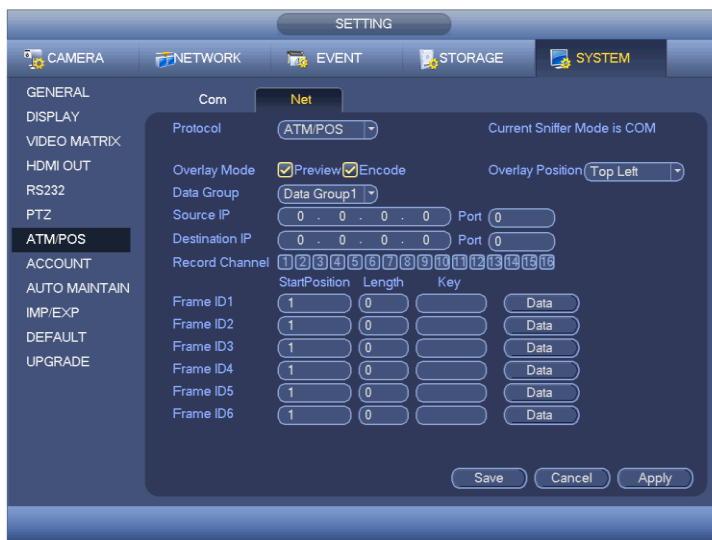 SETTING
CAMERA NETWORK EVENT STORAGE SYSTEM
GENERAL
DISPLAY
VIDEO MATRIX
HDMI OUT
RS232
PTZ
ATM/POS
ACCOUNT
AUTO MAINTAIN
IMP/EXP
DEFAULT
UPGRADE
Com Net
Protocol ATM/POS Current Sniffer Mode is COM
Overlay Mode Preview Encode Overlay Position Top Left
Data Group Data Group1
Source IP 0 . 0 . 0 . 0 Port 0
Destination IP 0 . 0 . 0 . 0 Port 0
Record Channel 1 2 3 4 5 6 7 8 9 10 11 12 13 14 15 16
StartPosition Length Key
Frame ID1 1 0 Data
Frame ID2 1 0 Data
Frame ID3 1 0 Data
Frame ID4 1 0 Data
Frame ID5 1 0 Data
Frame ID6 1 0 Data
Save Cancel Apply